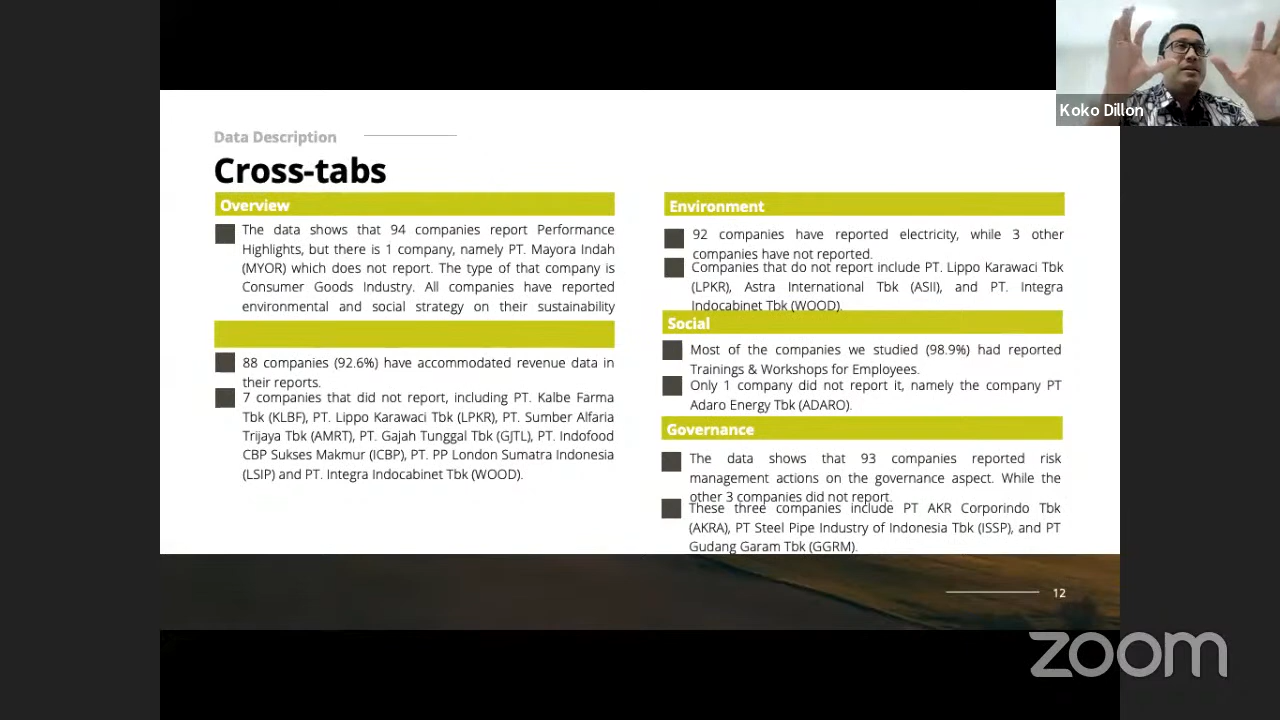 Koko Dillon
Data Description
Cross-tabs
Overview
The data shows that 94 companies report Performance
Highlights, but there is 1 company, namely PT. Mayora Indah
(MYOR) which does not report. The type of that company is
Consumer Goods Industry. All companies have reported
environmental and social strategy on their sustainability
88 companies (92.6%) have accommodated revenue data in
their reports.
7 companies that did not report, including PT. Kalbe Farma
Tbk (KLBF), PT. Lippo Karawaci Tbk (LPKR), PT. Sumber Alfaria
Trijaya Tbk (AMRT), PT. Gajah Tunggal Tbk (GJTL), PT. Indofood
CBP Sukses Makmur (ICBP), PT. PP London Sumatra Indonesia
(LSIP) and PT. Integra Indocabinet Tbk (WOOD).
Environment
92 companies have reported electricity, while 3 other
companies have not reported.
Companies that do not report include PT. Lippo Karawaci Tbk
(LPKR), Astra International Tbk (ASII), and PT. Integra
Indocabinet Tbk (WOOD).
Social
Most of the companies we studied (98.9%) had reported
Trainings & Workshops for Employees.
Only 1 company did not report it, namely the company PT
Adaro Energy Tbk (ADARO).
Governance
The data shows that 93 companies reported risk
management actions on the governance aspect. While the
other 3 companies did not report.
These three companies include PT AKR Corporindo Tbk
(AKRA), PT Steel Pipe Industry of Indonesia Tbk (ISSP), and PT
Gudang Garam Tbk (GGRM).
12
zoom